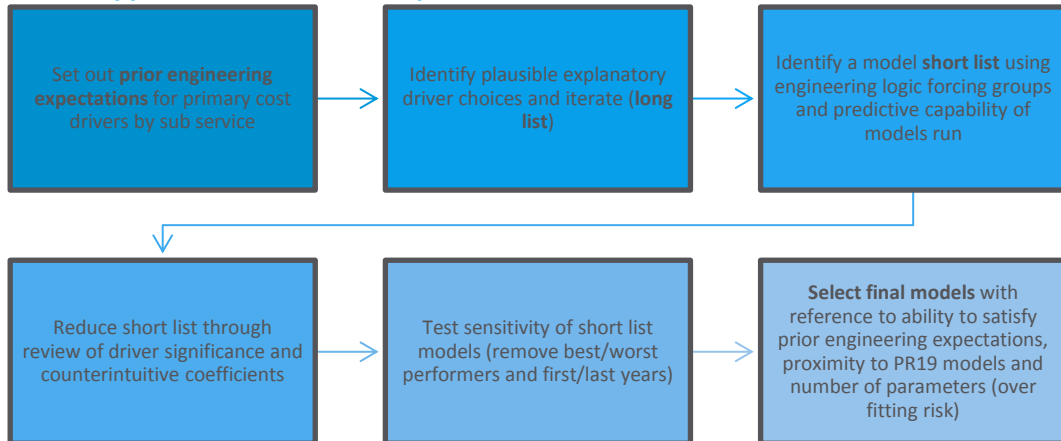 Set out prior engineering
expectations for primary cost
drivers by sub service
Identify plausible explanatory
driver choices and iterate (long
list)
Identify a model short list using
engineering logic forcing groups
and predictive capability of
models run
Reduce short list through
review of driver significance and
counterintuitive coefficients
Test sensitivity of short list
models (remove best/worst
performers and first/last years)
Select final models with
reference to ability to satisfy
prior engineering expectations,
proximity to PR19 models and
number of parameters (over
fitting risk)